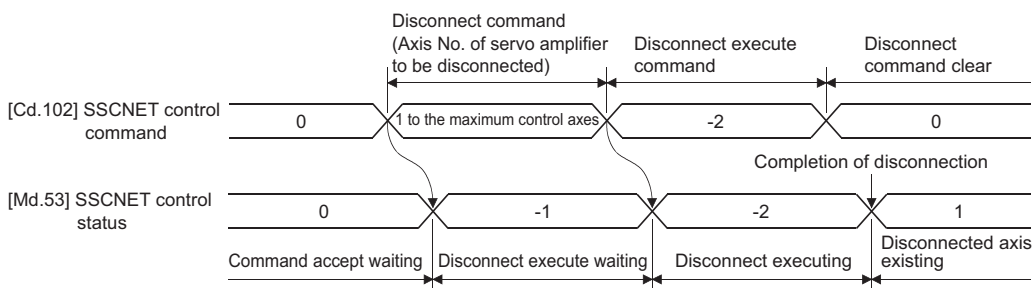 Disconnect command
(Axis No. of servo amplifier
to be disconnected)
Disconnect execute
command
Disconnect
command clear
[Cd.102] SSCNET control
command
0
1 to the maximum control axes
-2
0
Completion of disconnection
[Md.53] SSCNET control
status
0
-1
-2
1
Command accept waiting
Disconnect execute waiting
Disconnect executing
Disconnected axis
existing